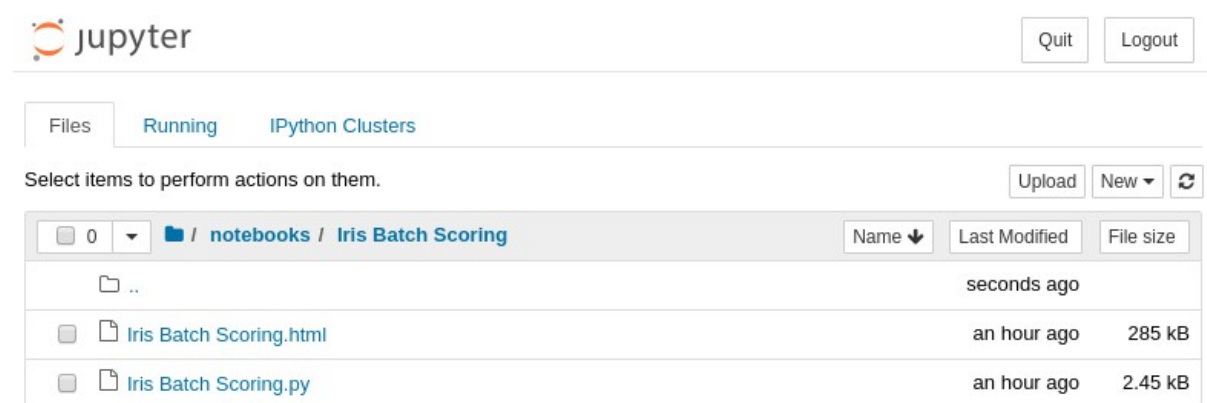 jupyter
Quit
Logout
Files
Running
IPython Clusters
Select items to perform actions on them.
Upload
New
0
/ notebooks / Iris Batch Scoring
Name
Last Modified
File size
..
seconds ago
Iris Batch Scoring.html
an hour ago
285 kB
Iris Batch Scoring.py
an hour ago
2.45 kB